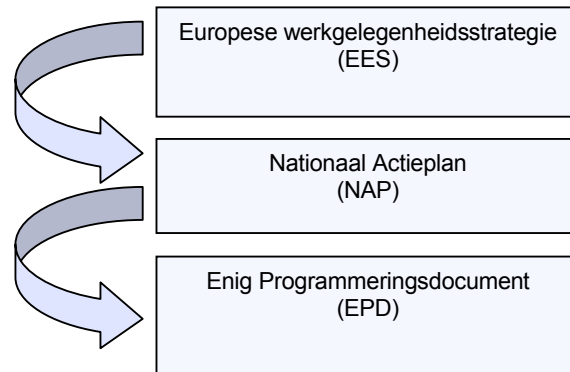 Europese werkgelegenheidsstrategie
(EES)
Nationaal Actieplan
(NAP)
Enig Programmeringsdocument
(EPD)